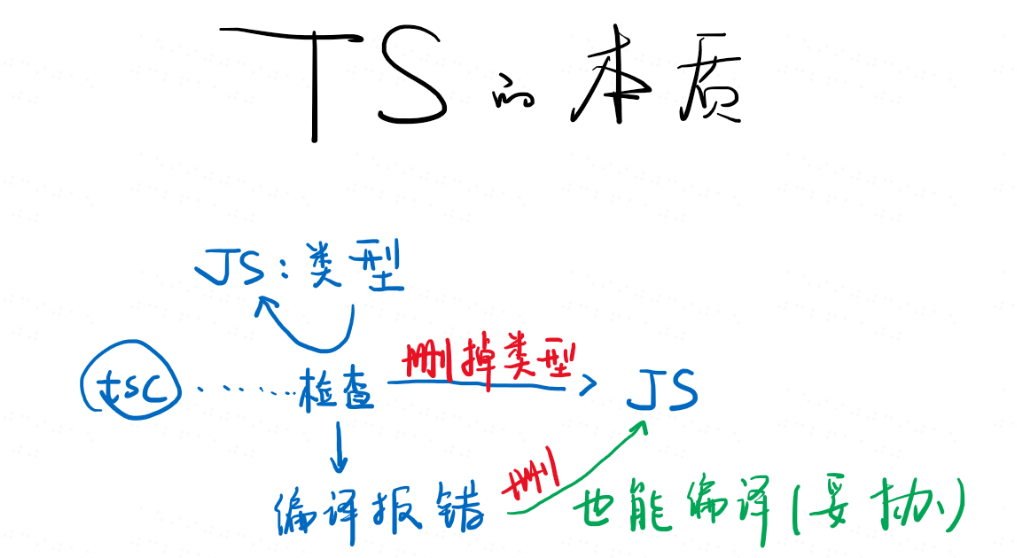 TS的本质
JS:类型
删掉类型
tsc ........ 检查 JS
删
编译报错 也能编译(妥协)